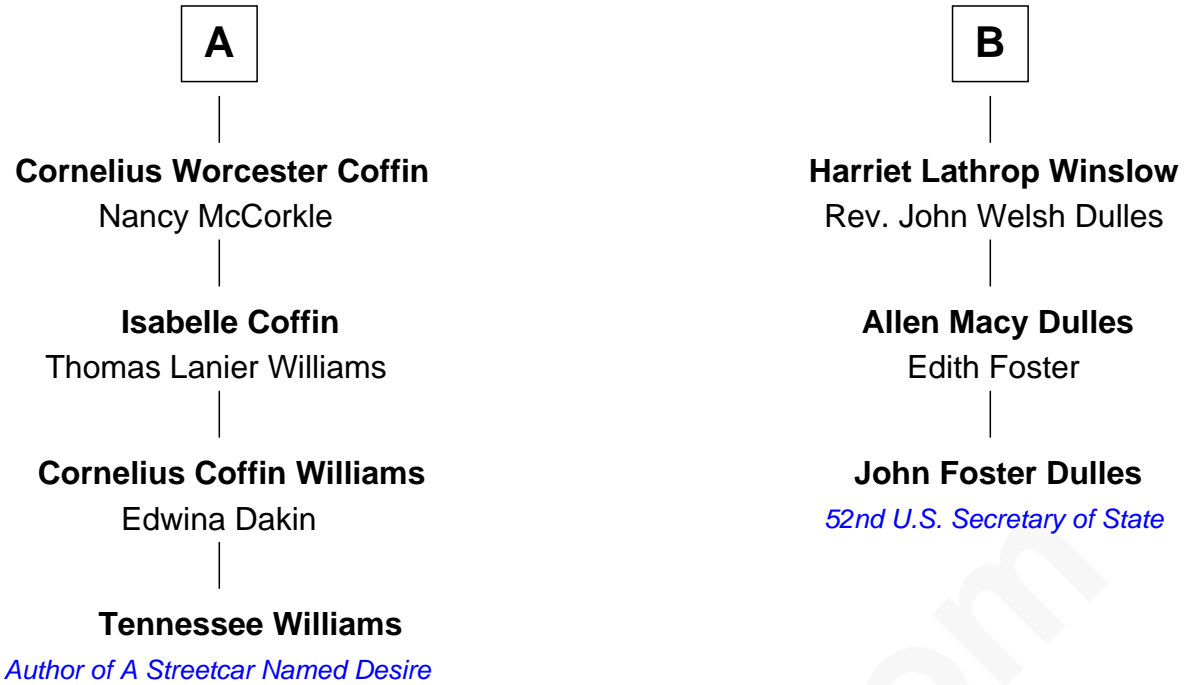 A
Cornelius Worcester Coffin
Nancy McCorkle
Isabelle Coffin
Thomas Lanier Williams
Cornelius Coffin Williams
Edwina Dakin
Tennessee Williams
Author of A Streetcar Named Desire
B
Harriet Lathrop Winslow
Rev. John Welsh Dulles
Allen Macy Dulles
Edith Foster
John Foster Dulles
52nd U.S. Secretary of State
om